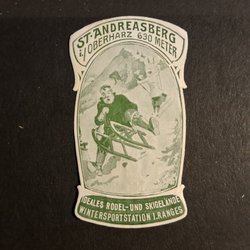 ST. ANDREASBERG
i/OBERHARZ 630 METER
IDEALES RODEL- UND SKIGELÄNDE
WINTERSPORTSTATION I. RANGES